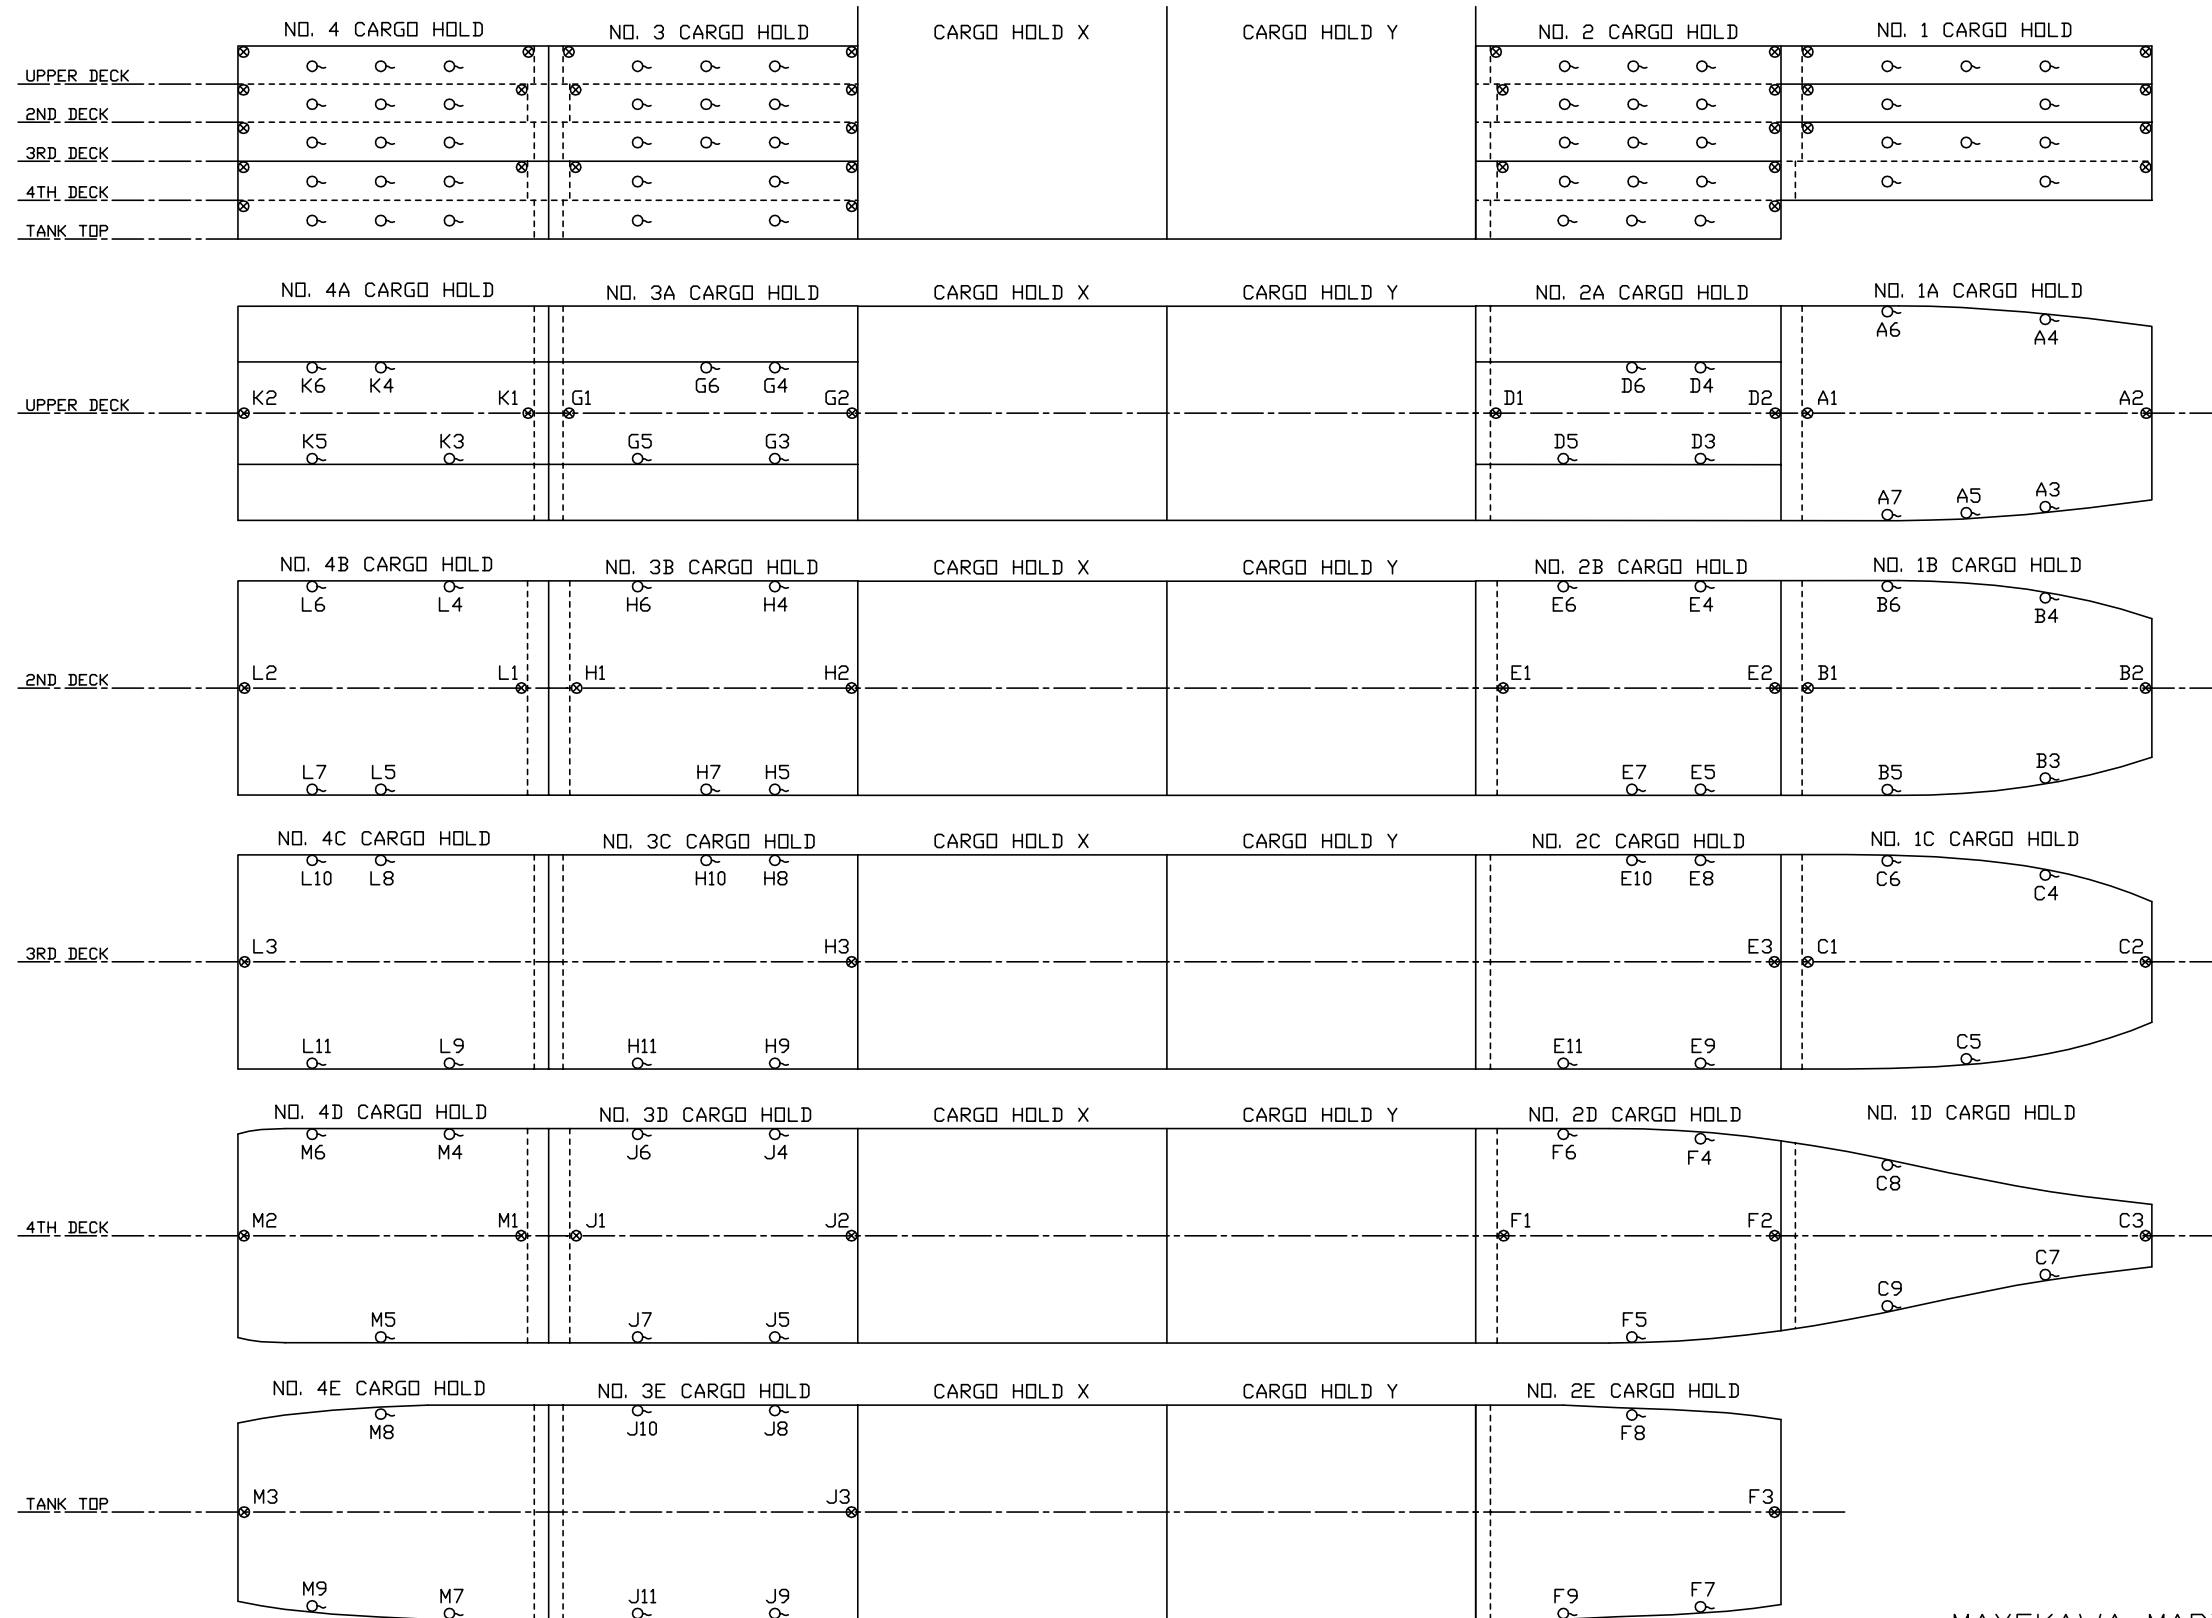 NO. 4 CARGO HOLD NO. 3 CARGO HOLD CARGO HOLD X CARGO HOLD Y NO. 2 CARGO HOLD NO. 1 CARGO HOLD
UPPER DECK
2ND DECK
3RD DECK
4TH DECK
TANK TOP
NO. 4A CARGO HOLD NO. 3A CARGO HOLD CARGO HOLD X CARGO HOLD Y NO. 2A CARGO HOLD NO. 1A CARGO HOLD
A6 A4
K6 K4 G6 G4 D6 D4
UPPER DECK K2 K1 G1 G2 D1 D2 A1 A2
K5 K3 G5 G3 D5 D3
A7 A5 A3
NO. 4B CARGO HOLD NO. 3B CARGO HOLD CARGO HOLD X CARGO HOLD Y NO. 2B CARGO HOLD NO. 1B CARGO HOLD
L6 L4 H6 H4 E6 E4 B6 B4
2ND DECK L2 L1 H1 H2 E1 E2 B1 B2
L7 L5 H7 H5 E7 E5 B5 B3
NO. 4C CARGO HOLD NO. 3C CARGO HOLD CARGO HOLD X CARGO HOLD Y NO. 2C CARGO HOLD NO. 1C CARGO HOLD
L10 L8 H10 H8 E10 E8 C6 C4
3RD DECK L3 H3 E3 C1 C2
L11 L9 H11 H9 E11 E9 C5
NO. 4D CARGO HOLD NO. 3D CARGO HOLD CARGO HOLD X CARGO HOLD Y NO. 2D CARGO HOLD NO. 1D CARGO HOLD
M6 M4 J6 J4 F6 F4 C8
4TH DECK M2 M1 J1 J2 F1 F2 C3
M5 J7 J5 F5 C9 C7
NO. 4E CARGO HOLD NO. 3E CARGO HOLD CARGO HOLD X CARGO HOLD Y NO. 2E CARGO HOLD
M8 J10 J8 F8
TANK TOP M3 J3 F3
M9 M7 J11 J9 F9 F7